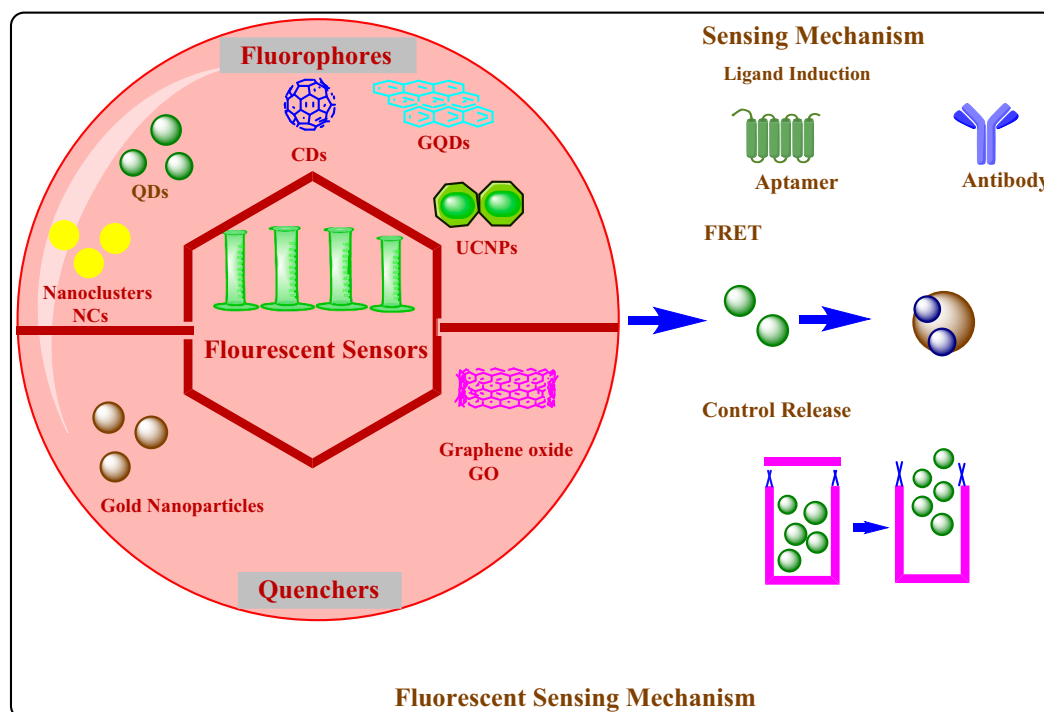 Fluorophores
CDs
GQDs
QDs
UCNPs
Nanoclusters
NCs
Flourescent Sensors
Graphene oxide
GO
Gold Nanoparticles
Quenchers
Sensing Mechanism
Ligand Induction
Aptamer
Antibody
FRET
Control Release
Fluorescent Sensing Mechanism